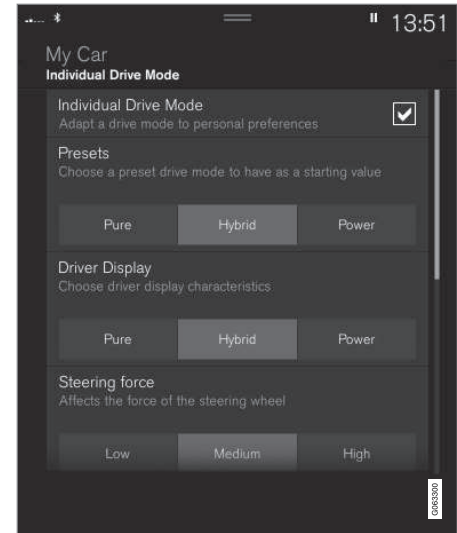 13:51
My Car
Individual Drive Mode
Individual Drive Mode
Adapt a drive mode to personal preferences
Presets
Choose a preset drive mode to have as a starting value
Pure Hybrid Power
Driver Display
Choose driver display characteristics
Pure Hybrid Power
Steering force
Affects the force of the steering wheel
Low Medium High
G063300